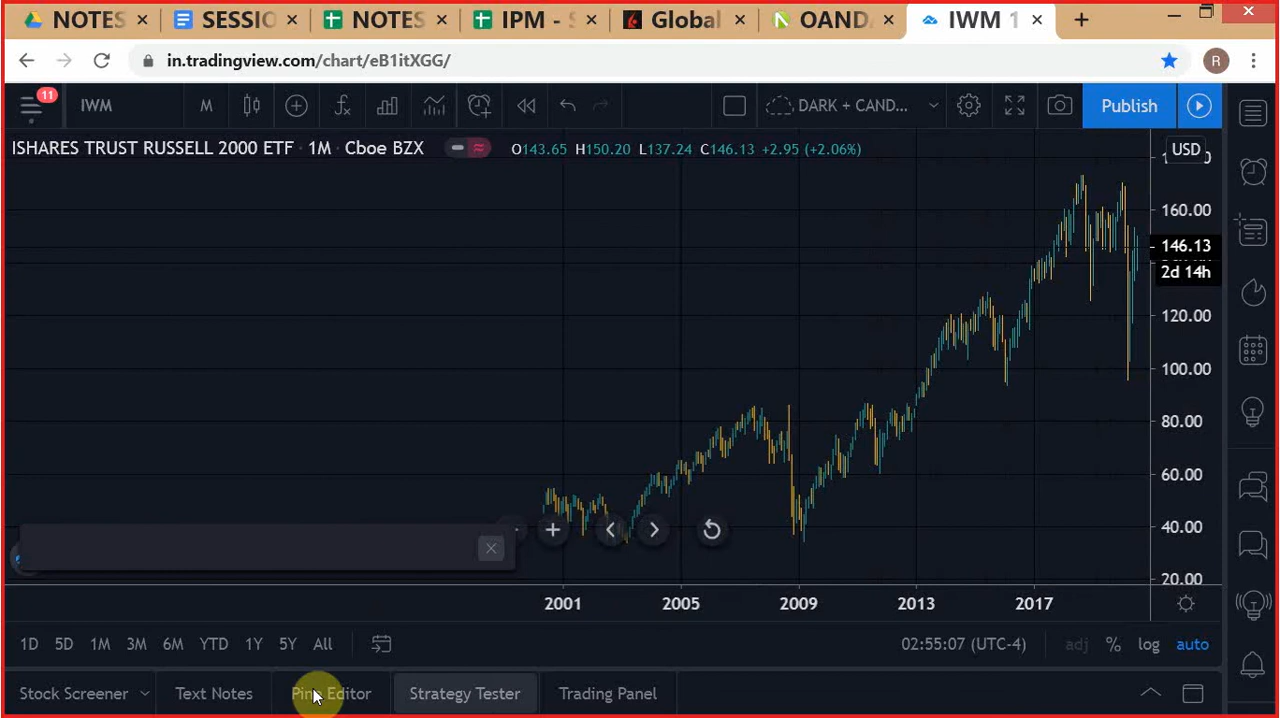 NOTES
SESSIO
NOTES
IPM - S
Global
OANDA
IWM 1
in.tradingview.com/chart/eB1itXGG/
R
11
IWM
M
DARK + CAND...
Publish
ISHARES TRUST RUSSELL 2000 ETF · 1M · Cboe BZX
O143.65 H150.20 L137.24 C146.13 +2.95 (+2.06%)
USD
160.00
146.13
2d 14h
120.00
100.00
80.00
60.00
40.00
20.00
2001 2005 2009 2013 2017
1D 5D 1M 3M 6M YTD 1Y 5Y All
02:55:07 (UTC-4)
adj % log auto
Stock Screener Text Notes Pine Editor Strategy Tester Trading Panel